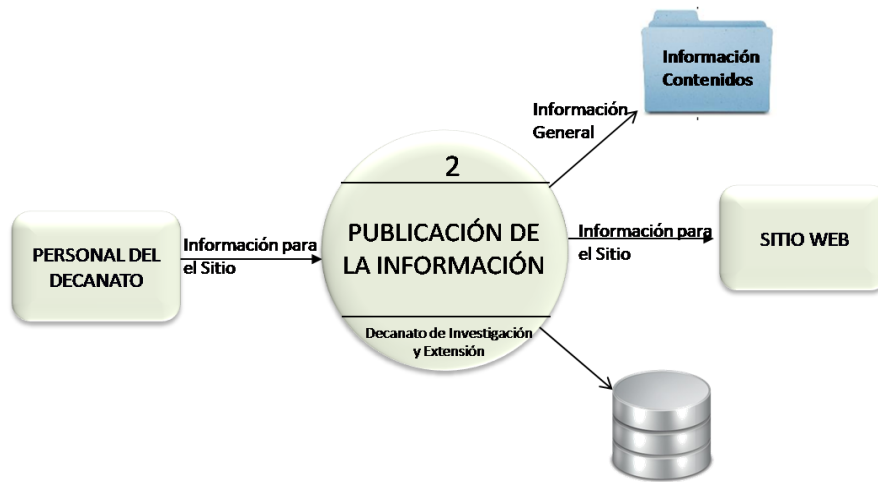 Información
Contenidos
Información
General
2
PERSONAL DEL
DECANATO
Información para
el Sitio
PUBLICACIÓN DE
LA INFORMACIÓN
Información para
el Sitio
SITIO WEB
Decanato de Investigación
y Extensión